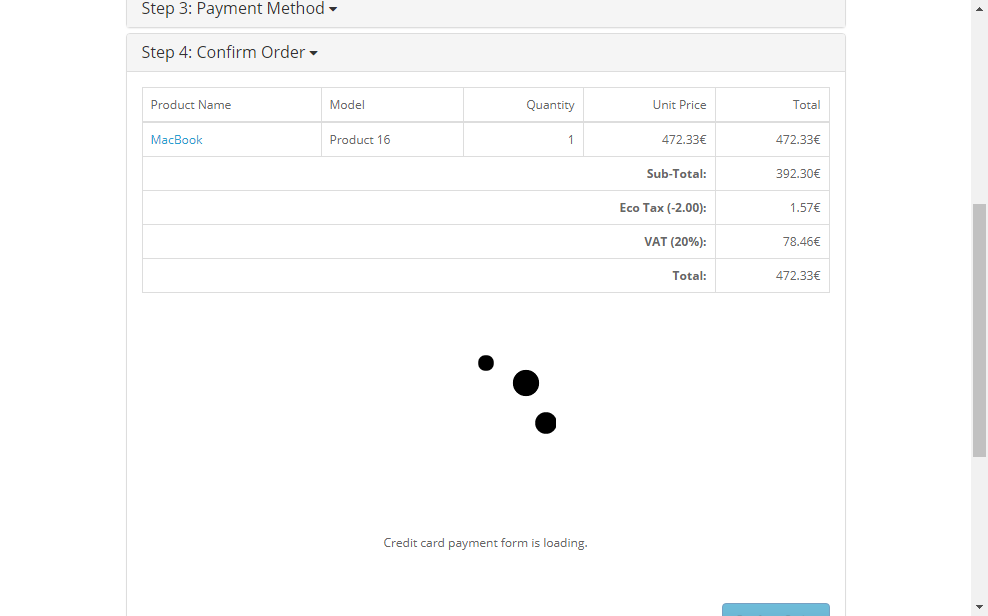 Step 3: Payment Method
Step 4: Confirm Order
Product Name Model Quantity Unit Price Total
MacBook Product 16 1 472.33€ 472.33€
Sub-Total: 392.30€
Eco Tax (-2.00): 1.57€
VAT (20%): 78.46€
Total: 472.33€
Credit card payment form is loading.